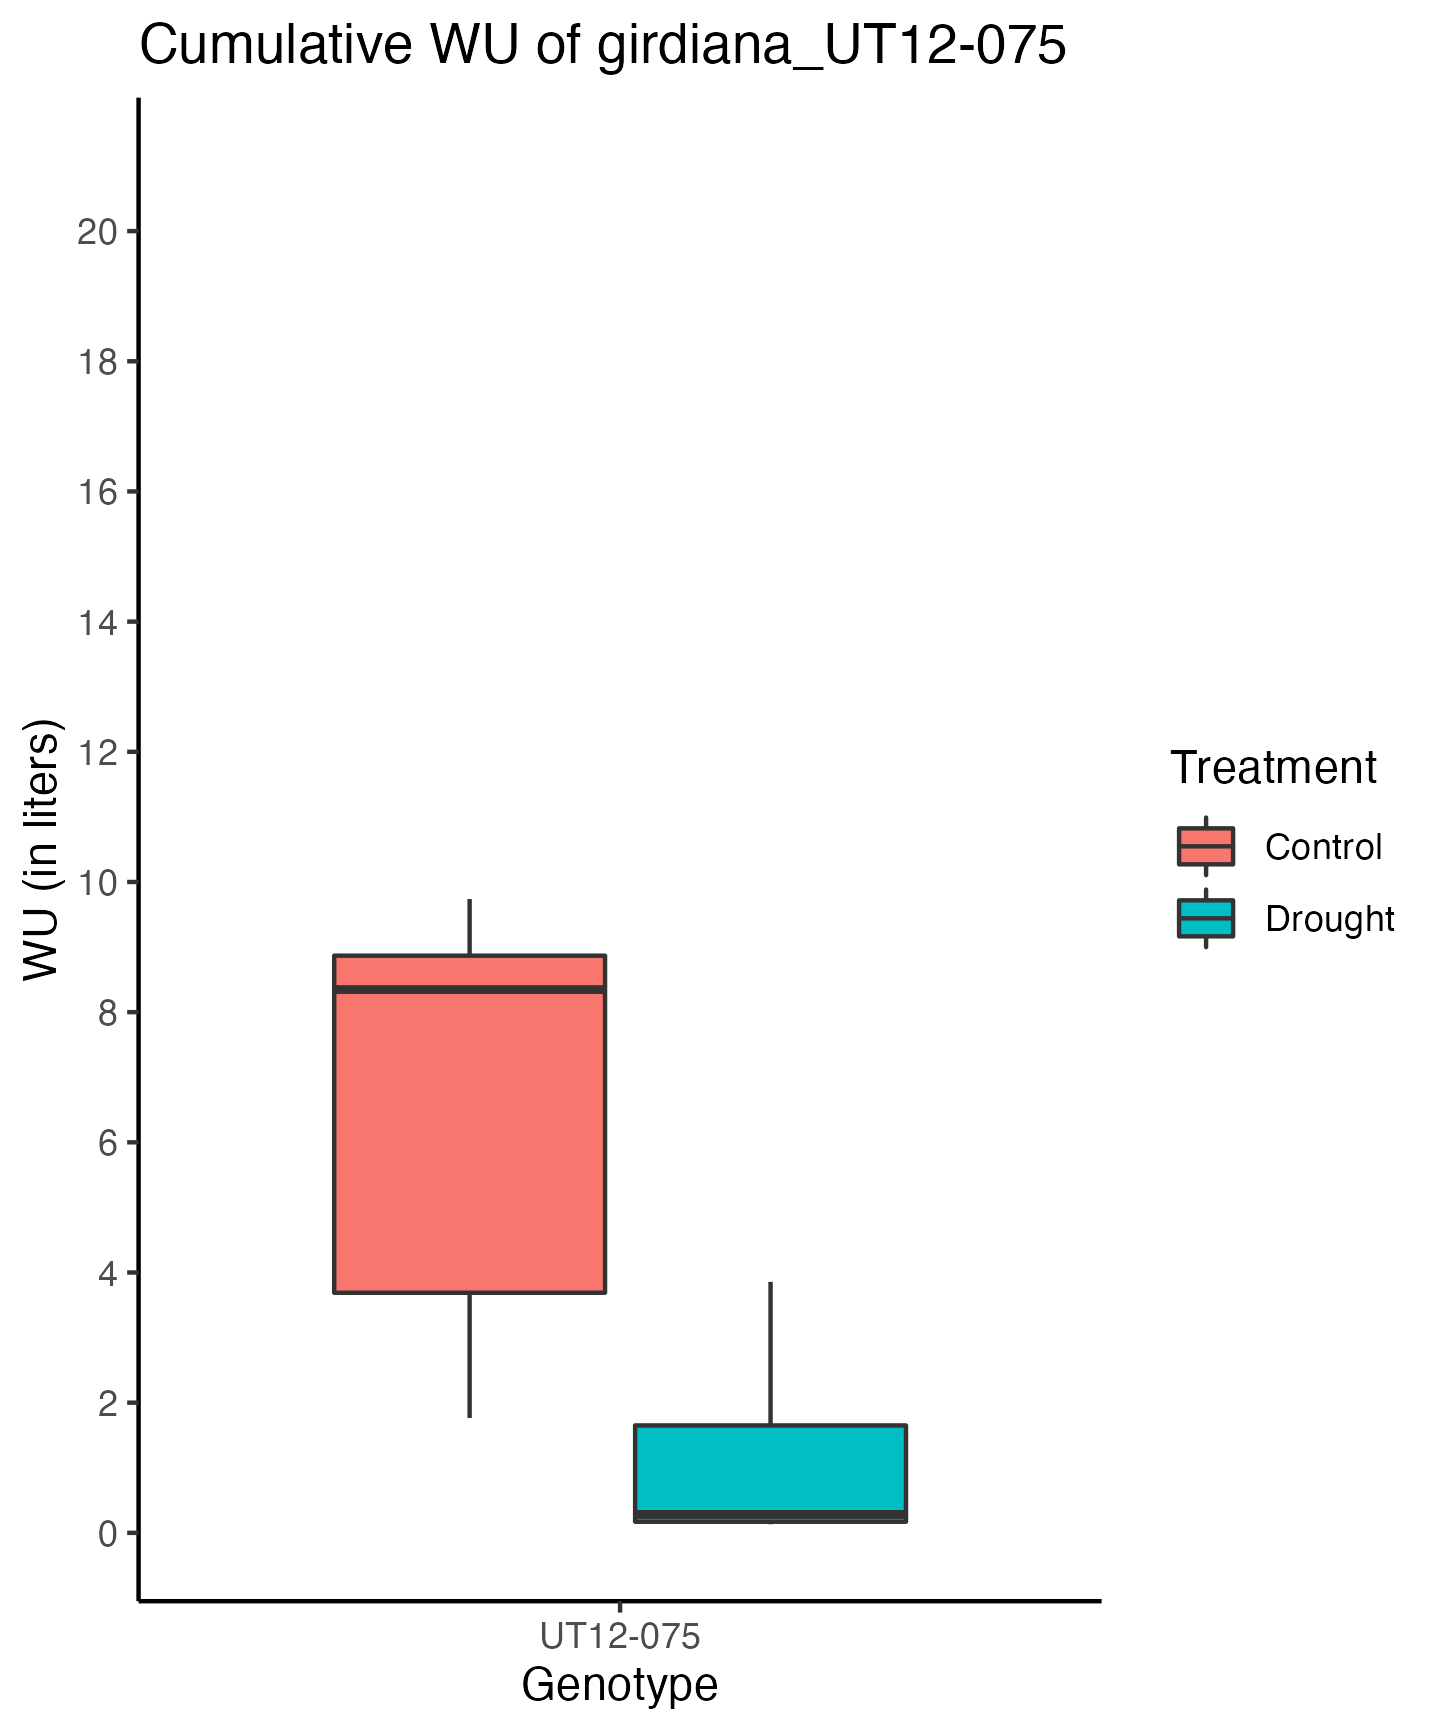 Cumulative WU of girdiana_UT12-075
WU (in liters)
20
18
16
14
12
10
8
6
4
2
0
UT12-075
Genotype
Treatment
Control
Drought